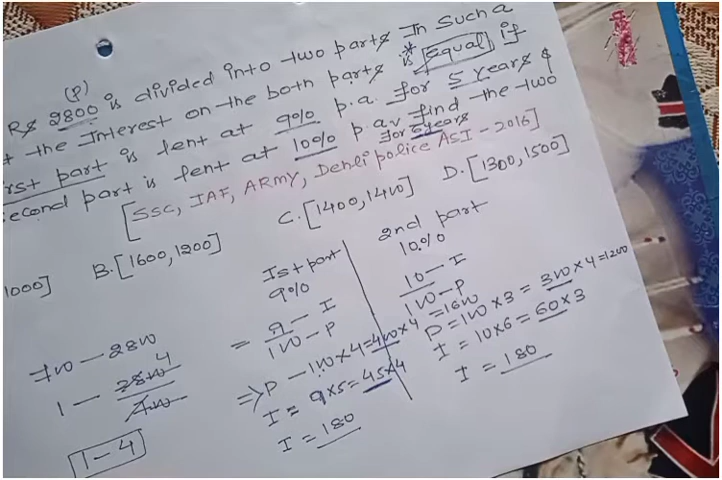 (P)
Rs 2800 is divided into two parts In Such a
the Interest on the both parts is [Equal] if
rst part is lent at 9% p.a. for 5 years &
econd part is lent at 10% p.a. for 6 years find the two
[SSC, IAF, ARMY, Dehli police ASI - 2016]
1000] B.[1600,1200] C.[1400,1400] D.[1300,1500]
Ist part 2nd part
9% 10%
= 9 - I 10 - I
100 - P 100 - P
=> P - 100 x 4 = 400 x 4 = 1600 P = 100 x 3 = 300 x 4 = 1200
I = 9 x 5 = 45 x 4 I = 10 x 6 = 60 x 3
I = 180 I = 180
700 - 2800
1 - 2800 4
700
1 - 4